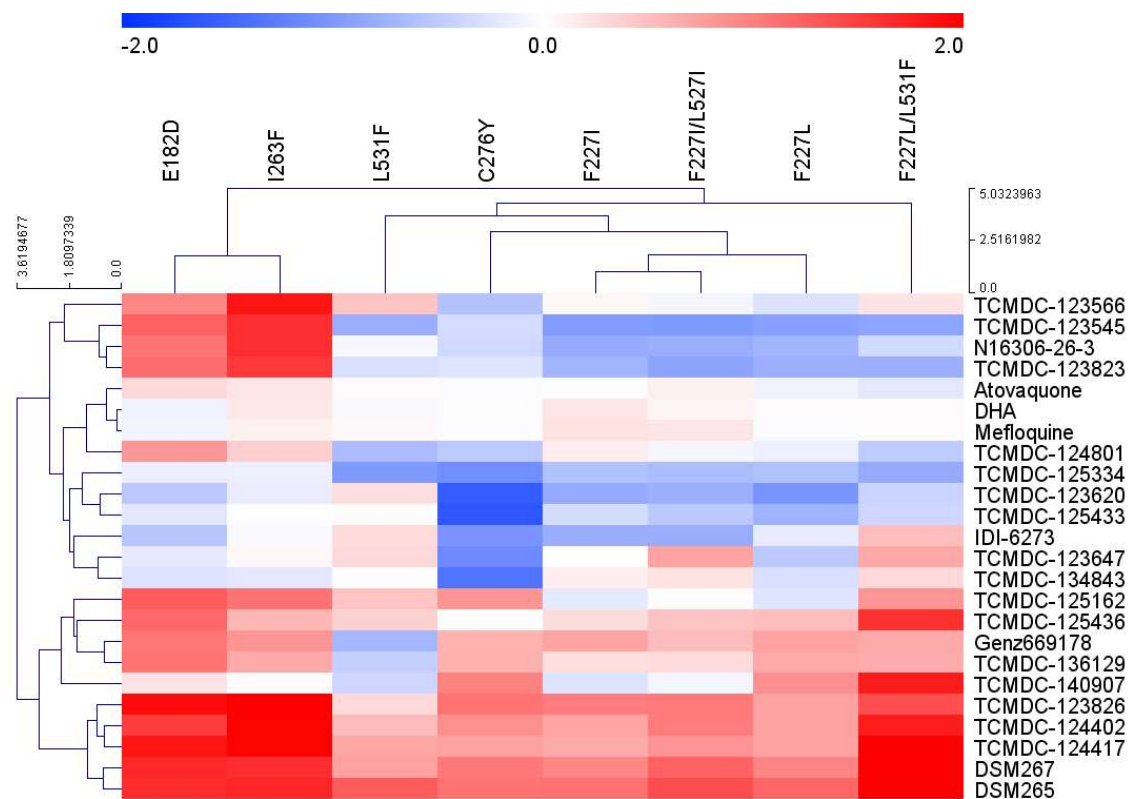 -2.0 0.0 2.0
E182D
I263F
L531F
C276Y
F227I
F227I/L527I
F227L
F227L/L531F
3.6194677
1.8097339
0.0
5.0323963
2.5161982
0.0
TCMDC-123566
TCMDC-123545
N16306-26-3
TCMDC-123823
Atovaquone
DHA
Mefloquine
TCMDC-124801
TCMDC-125334
TCMDC-123620
TCMDC-125433
IDI-6273
TCMDC-123647
TCMDC-134843
TCMDC-125162
TCMDC-125436
Genz669178
TCMDC-136129
TCMDC-140907
TCMDC-123826
TCMDC-124402
TCMDC-124417
DSM267
DSM265